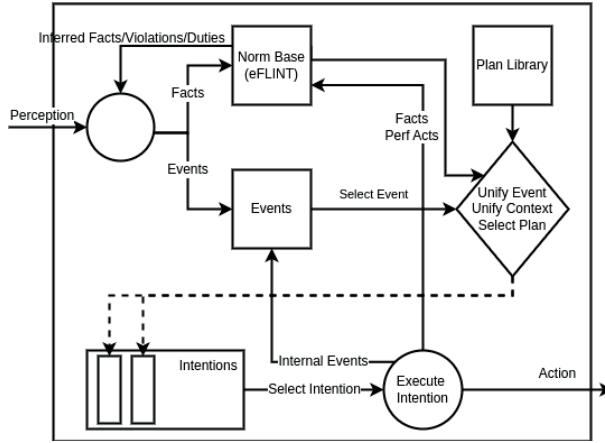 Inferred Facts/Violations/Duties
Norm Base
(eFLINT)
Plan Library
Perception
Facts
Facts
Perf Acts
Events
Events
Select Event
Unify Event
Unify Context
Select Plan
Intentions
Internal Events
Select Intention
Execute
Intention
Action